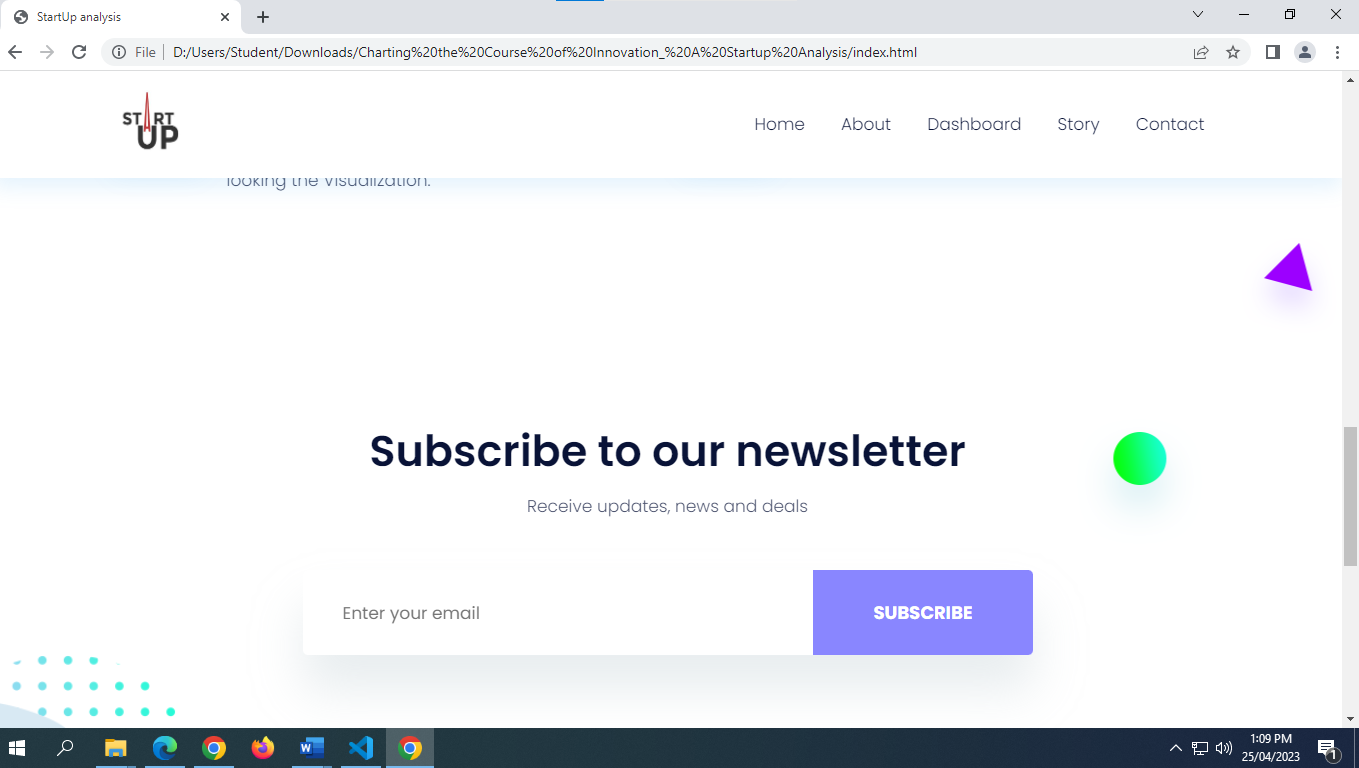 StartUp analysis
File
D:/Users/Student/Downloads/Charting%20the%20Course%20of%20Innovation_%20A%20Startup%20Analysis/index.html
START
UP
Home
About
Dashboard
Story
Contact
looking the Visualization.
Subscribe to our newsletter
Receive updates, news and deals
Enter your email
SUBSCRIBE
1:09 PM
25/04/2023
1